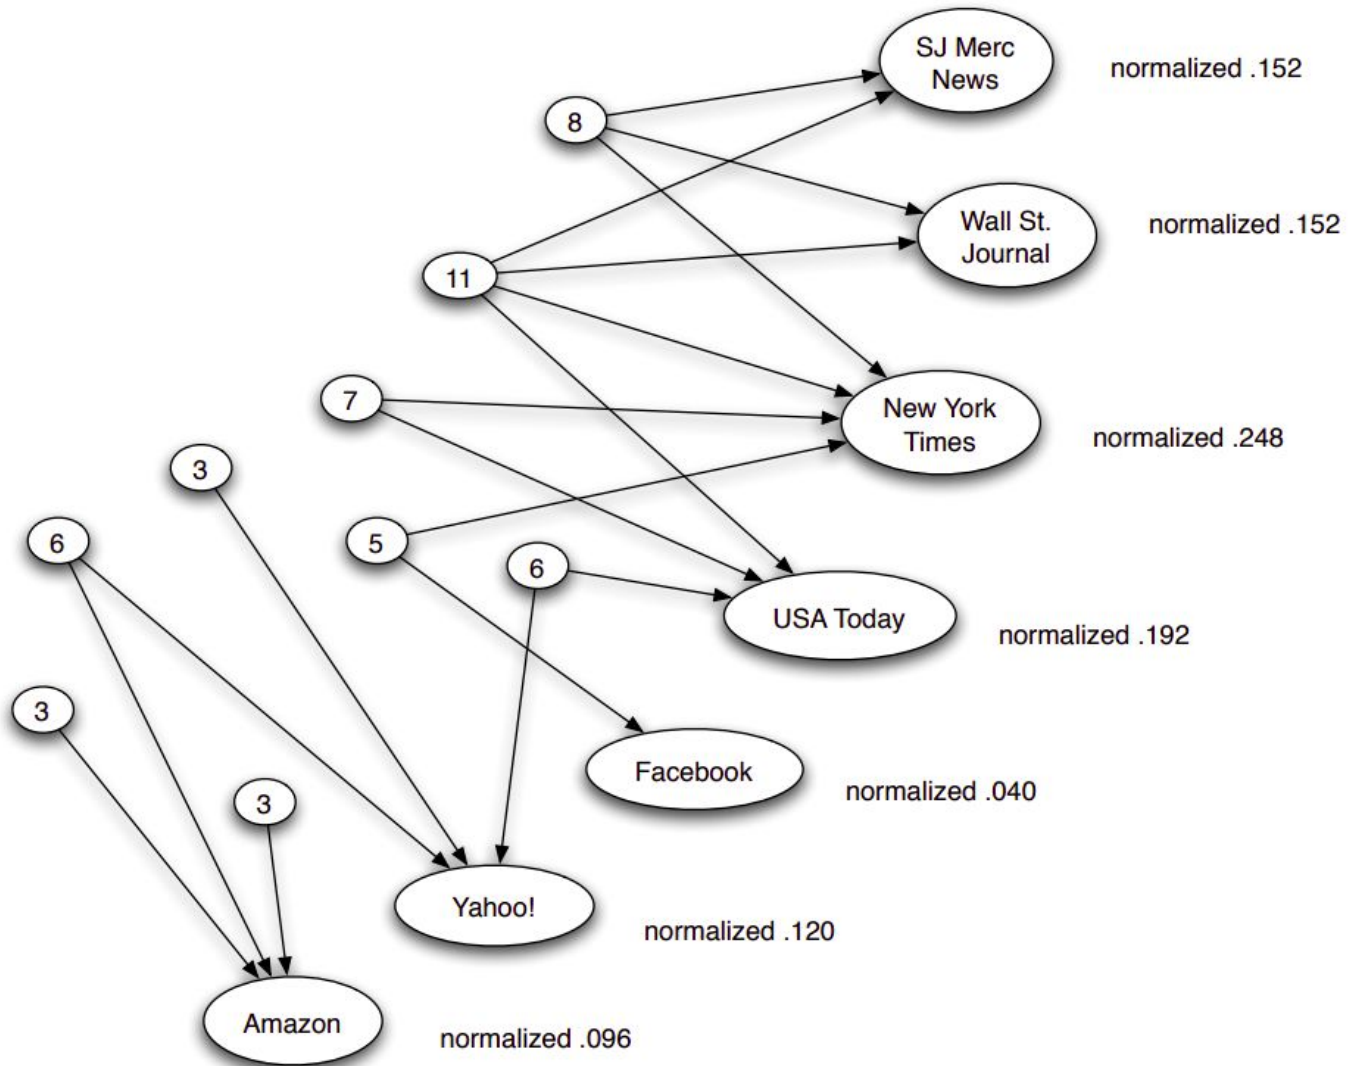 SJ Merc
News
normalized .152
8
Wall St.
Journal
normalized .152
11
New York
Times
normalized .248
7
3
6
5
6
USA Today
normalized .192
3
Facebook
normalized .040
3
Yahoo!
normalized .120
Amazon
normalized .096